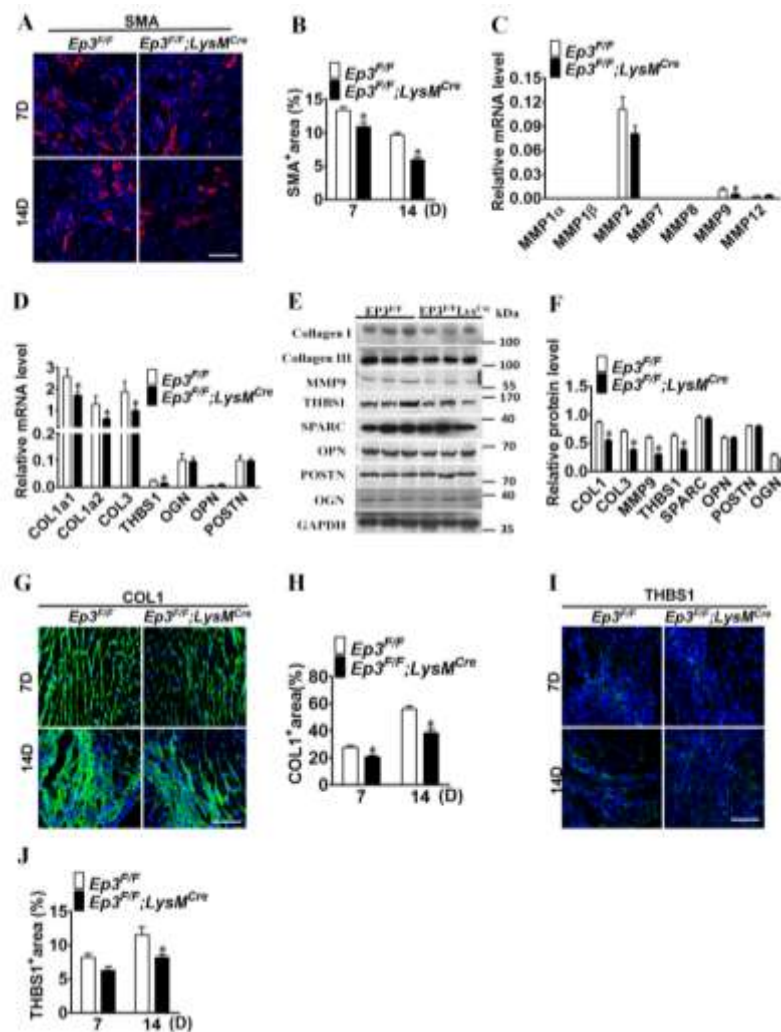 A
SMA
Ep3F/F Ep3F/F;LysMCre
7D
14D
B
Ep3F/F
Ep3F/F;LysMCre
SMA+area (%)
15
10
5
0
*
*
7 14 (D)
C
Ep3F/F
Ep3F/F;LysMCre
Relative mRNA level
0.15
0.12
0.09
0.06
0.03
0.00
*
MMP1α
MMP1β
MMP2
MMP7
MMP8
MMP9
MMP12
D
Ep3F/F
Ep3F/F;LysMCre
Relative mRNA level
3
2
1
0.2
0.1
0.0
*
*
*
*
COL1a1
COL1a2
COL3
THBS1
OGN
OPN
POSTN
E
EP3F/F EP3F/FLysCre kDa
Collagen I
100
Collagen III
100
MMP9
55
170
THBS1
40
SPARC
70
OPN
POSTN
70
40
OGN
GAPDH
35
F
Ep3F/F
Ep3F/F;LysMCre
Relative protein level
1.5
1.0
0.5
0.0
*
*
*
*
COL1
COL3
MMP9
THBS1
SPARC
OPN
POSTN
OGN
G
COL1
Ep3F/F Ep3F/F;LysMCre
7D
14D
H
Ep3F/F
Ep3F/F;LysMCre
COL1+area(%)
80
60
40
20
0
*
*
7 14 (D)
I
THBS1
Ep3F/F Ep3F/F;LysMCre
7D
14D
J
Ep3F/F
Ep3F/F;LysMCre
THBS1+area (%)
15
10
5
0
*
7 14 (D)